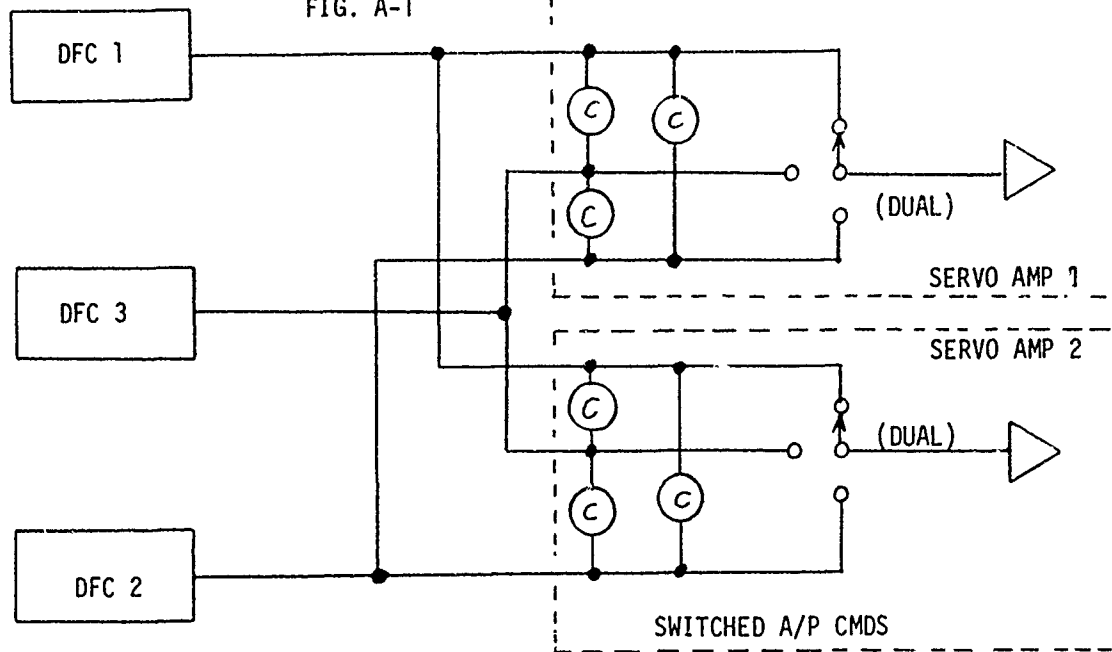 FIG. A-1
DFC 1
C
C
C
(DUAL)
SERVO AMP 1
DFC 3
SERVO AMP 2
C
(DUAL)
C
C
DFC 2
SWITCHED A/P CMDS